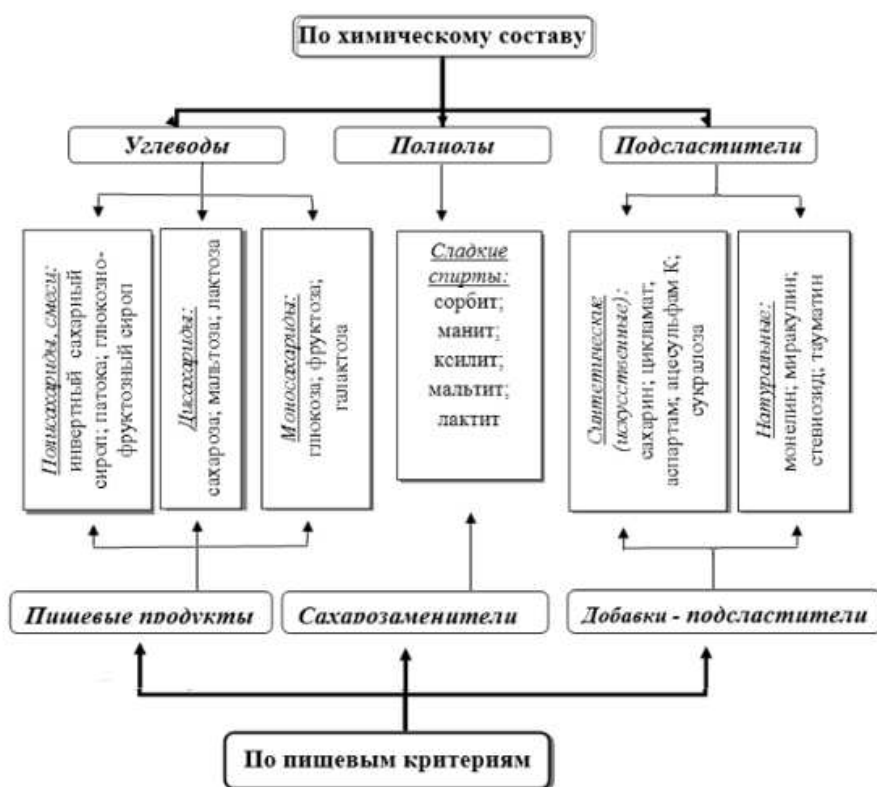 По химическому составу
Углеводы
Полиолы
Подсластители
Полисахариды, смеси:
инвертный сахарный
сироп; патока; глюкозно-
фруктозный сироп
Дисахариды:
сахароза; мальтоза; лактоза
Моносахариды:
глюкоза; фруктоза;
галактоза
Сладкие
спирты:
сорбит;
манит;
ксилит;
мальтит;
лактит
Синтетические
(искусственные):
сахарин; цикламат;
аспартам; ацесульфам К;
сукралоза
Натуральные:
монелин; миракулин;
стевиозид; тауматин
Пищевые продукты
Сахарозаменители
Добавки - подсластители
По пищевым критериям